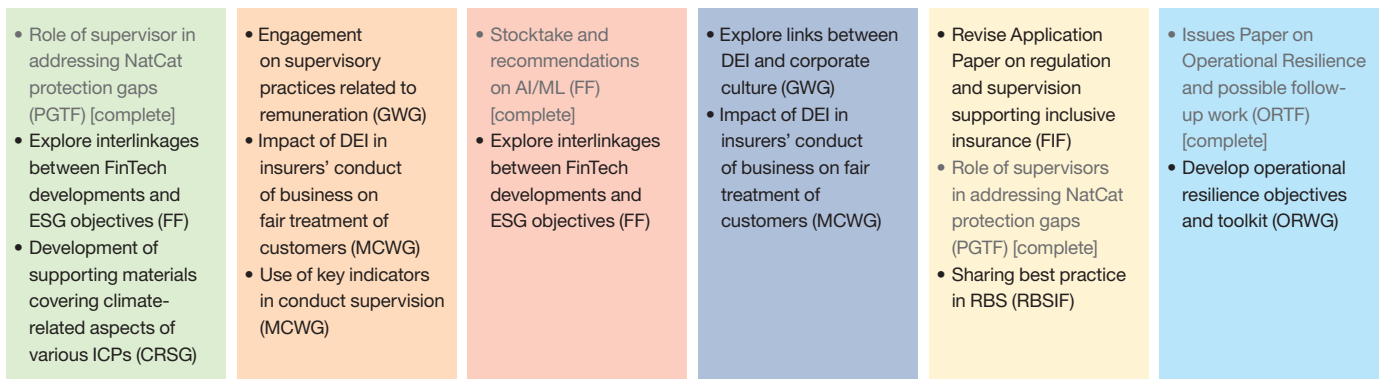 • Role of supervisor in
addressing NatCat
protection gaps
(PGTF) [complete]
• Explore interlinkages
between FinTech
developments and
ESG objectives (FF)
• Development of
supporting materials
covering climate-
related aspects of
various ICPs (CRSG)
• Engagement
on supervisory
practices related to
remuneration (GWG)
• Impact of DEI in
insurers’ conduct
of business on
fair treatment of
customers (MCWG)
• Use of key indicators
in conduct supervision
(MCWG)
• Stocktake and
recommendations
on AI/ML (FF)
[complete]
• Explore interlinkages
between FinTech
developments and
ESG objectives (FF)
• Explore links between
DEI and corporate
culture (GWG)
• Impact of DEI in
insurers’ conduct
of business on fair
treatment of
customers (MCWG)
• Revise Application
Paper on regulation
and supervision
supporting inclusive
insurance (FIF)
• Role of supervisors
in addressing NatCat
protection gaps
(PGTF) [complete]
• Sharing best practice
in RBS (RBSIF)
• Issues Paper on
Operational Resilience
and possible follow-
up work (ORTF)
[complete]
• Develop operational
resilience objectives
and toolkit (ORWG)